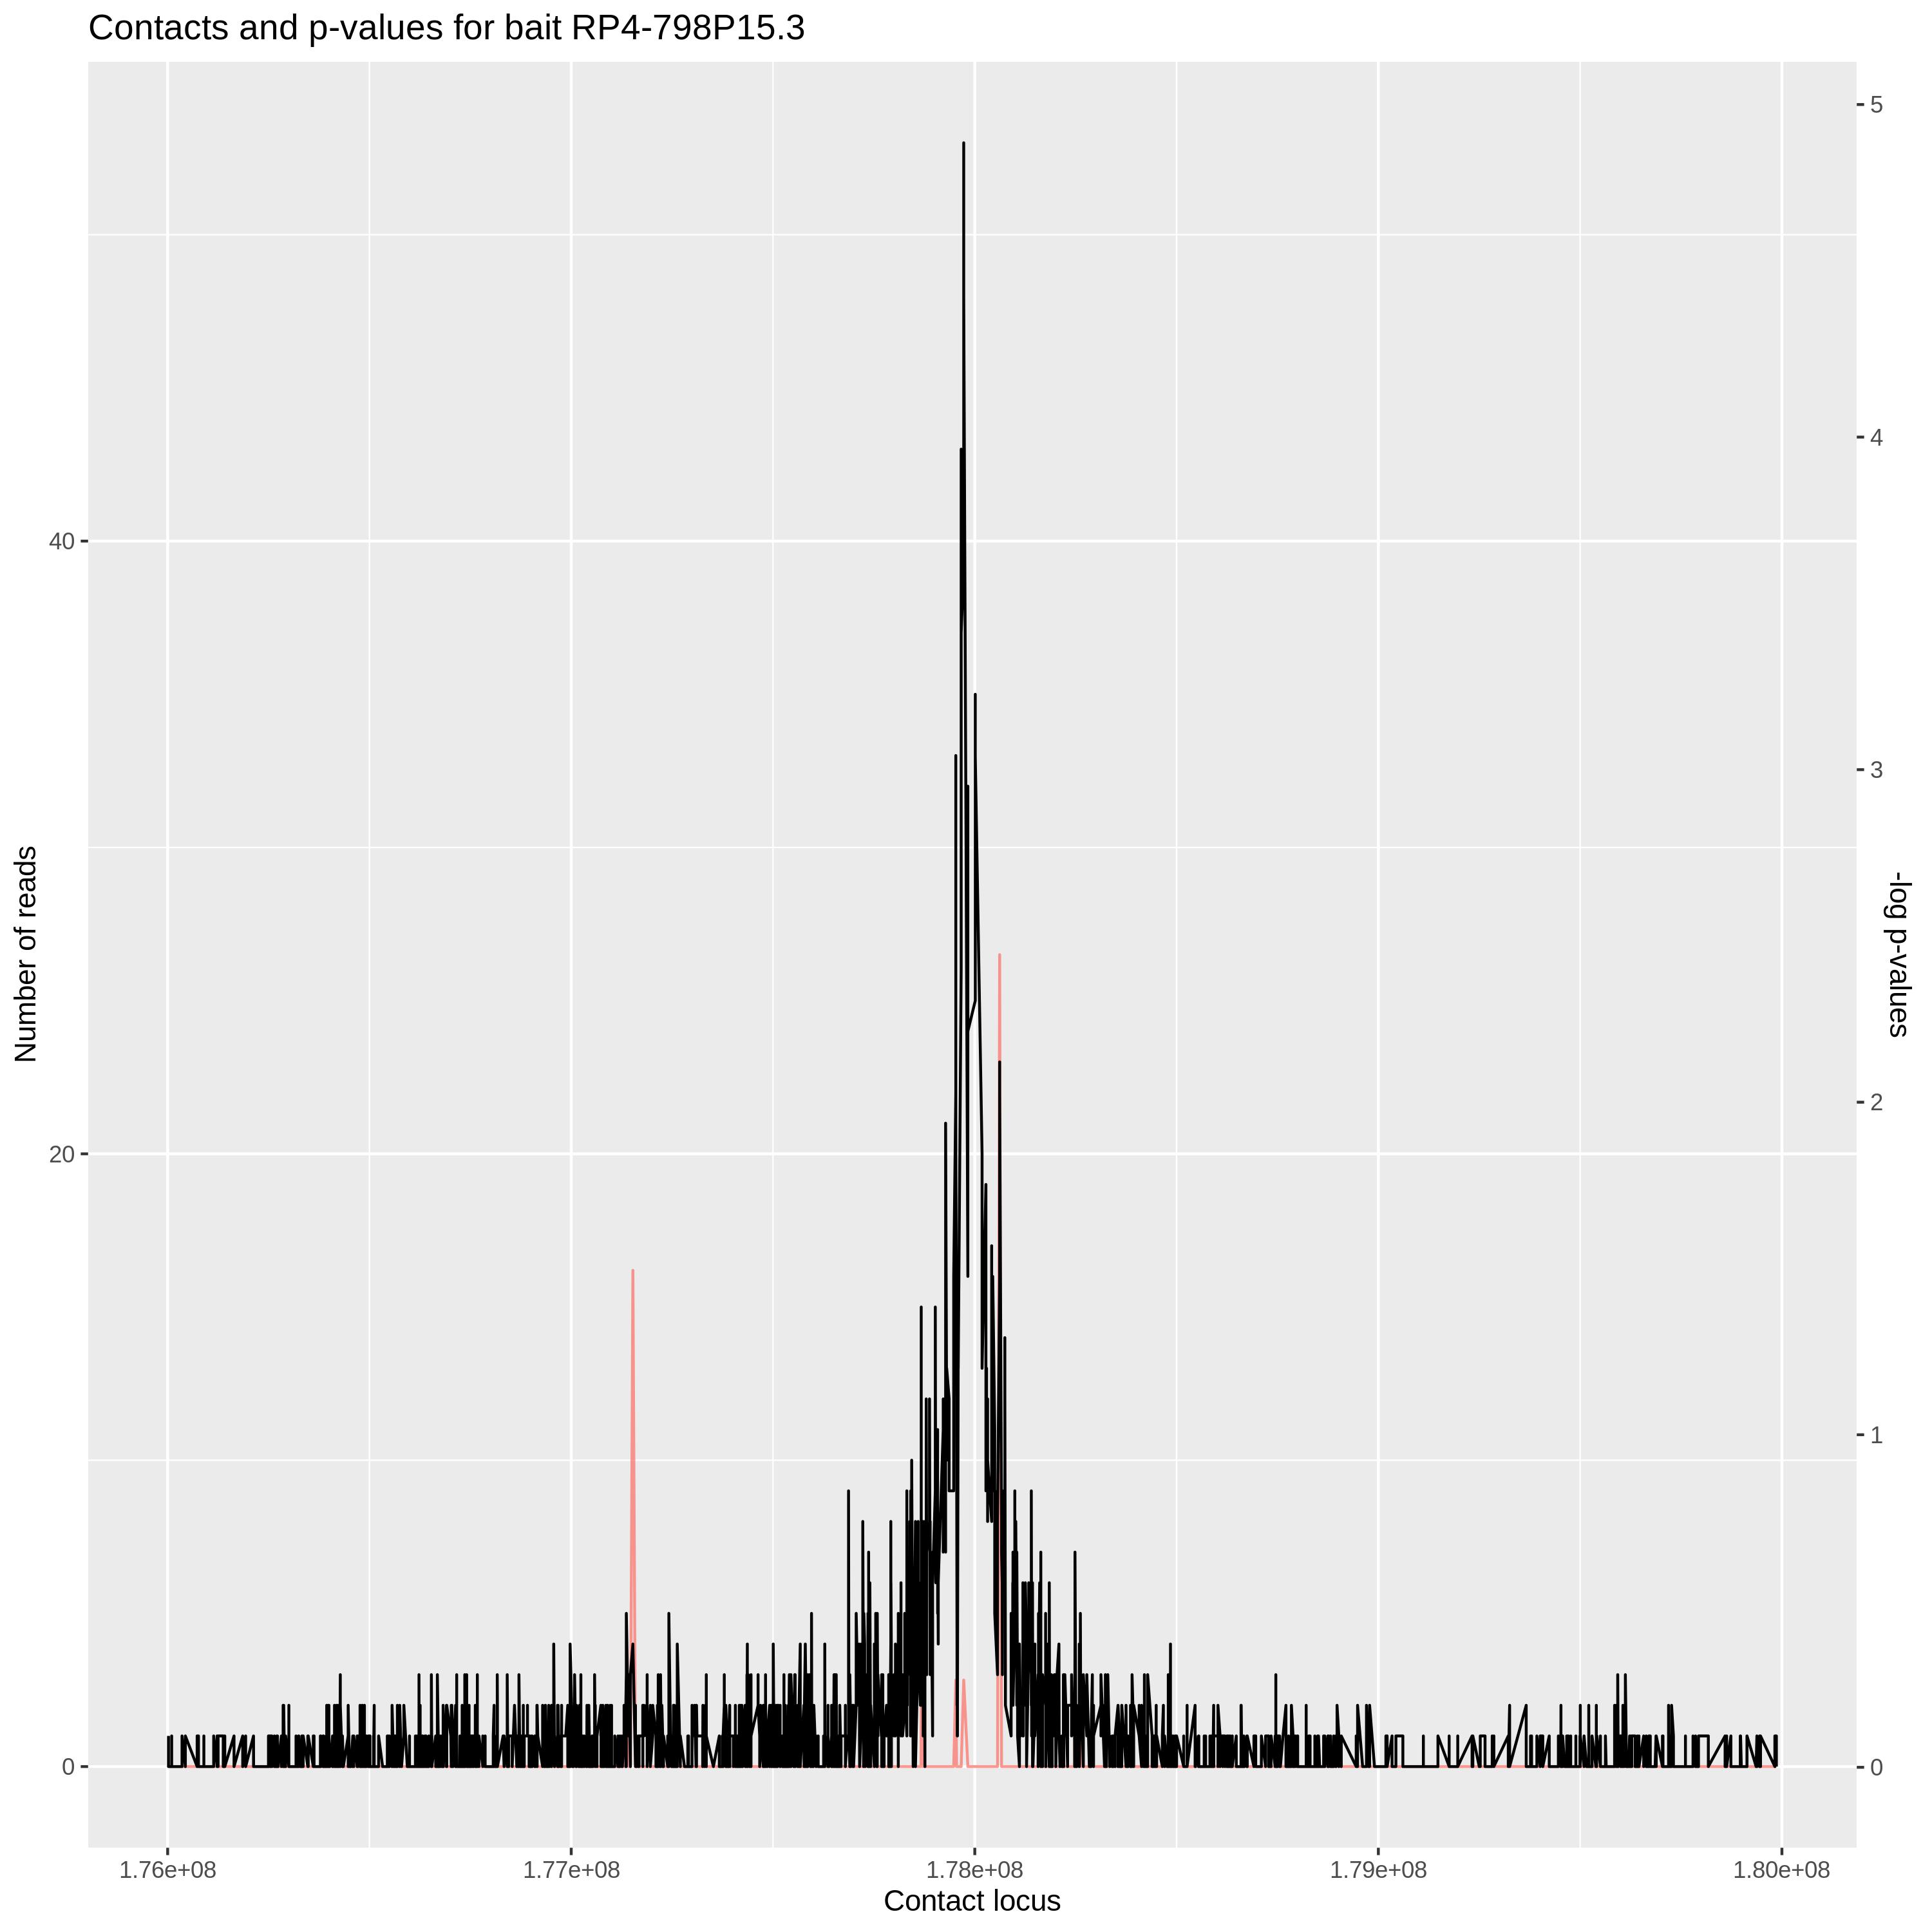 Contacts and p-values for bait RP4-798P15.3
Number of reads
40
20
0
5
4
3
2
1
0
-log p-values
1.76e+08
1.77e+08
1.78e+08
1.79e+08
1.80e+08
Contact locus